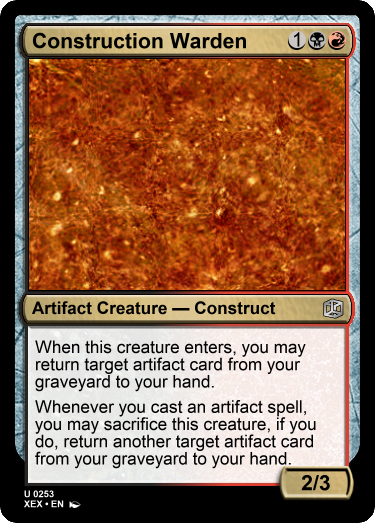 Construction Warden 1
Artifact Creature — Construct
When this creature enters, you may
return target artifact card from your
graveyard to your hand.
Whenever you cast an artifact spell,
you may sacrifice this creature, if you
do, return another target artifact card
from your graveyard to your hand.
2/3
U 0253
XEX • EN